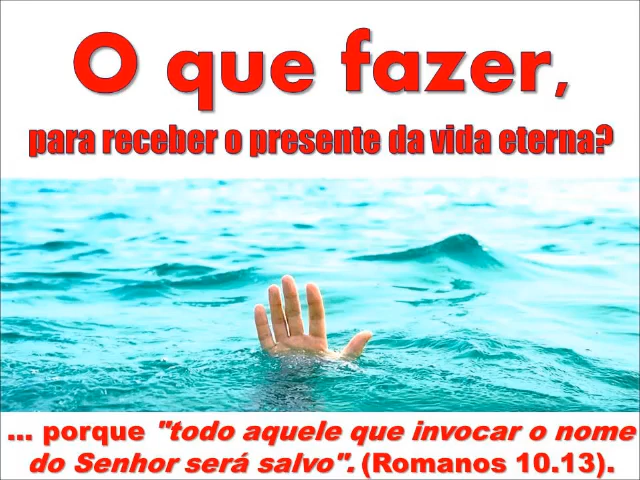 O que fazer,
para receber o presente da vida eterna?
... porque "todo aquele que invocar o nome
do Senhor será salvo". (Romanos 10.13).